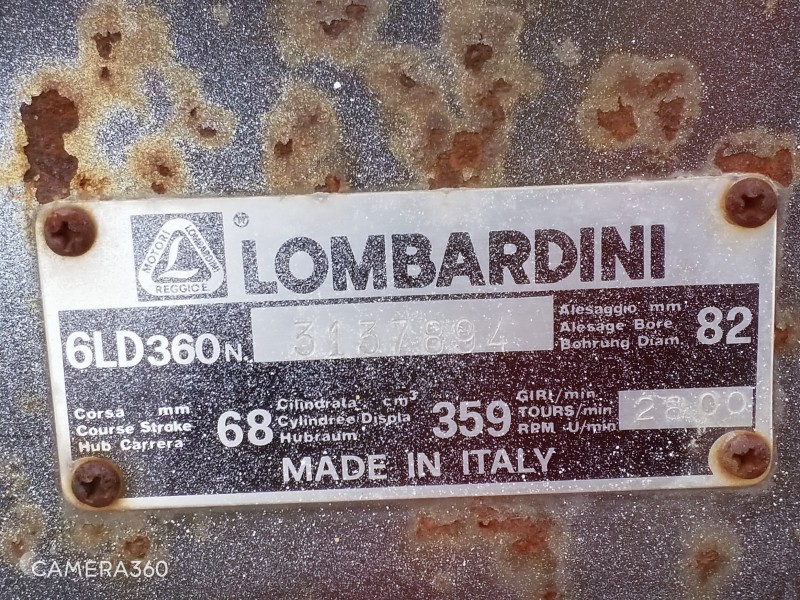 MOTORI LOMBARDINI
L
REGGIO E
® LOMBARDINI
6LD360 N. 3137894
Alesaggio mm
Alesage Bore
Bohrung Diam.
82
Corsa mm
Course Stroke
Hub Carrera
68
Cilindrata cm³
Cylindrée Displa
Hubraum
359
GIRI/min
TOURS/min
RPM -U/min
2800
MADE IN ITALY
CAMERA360